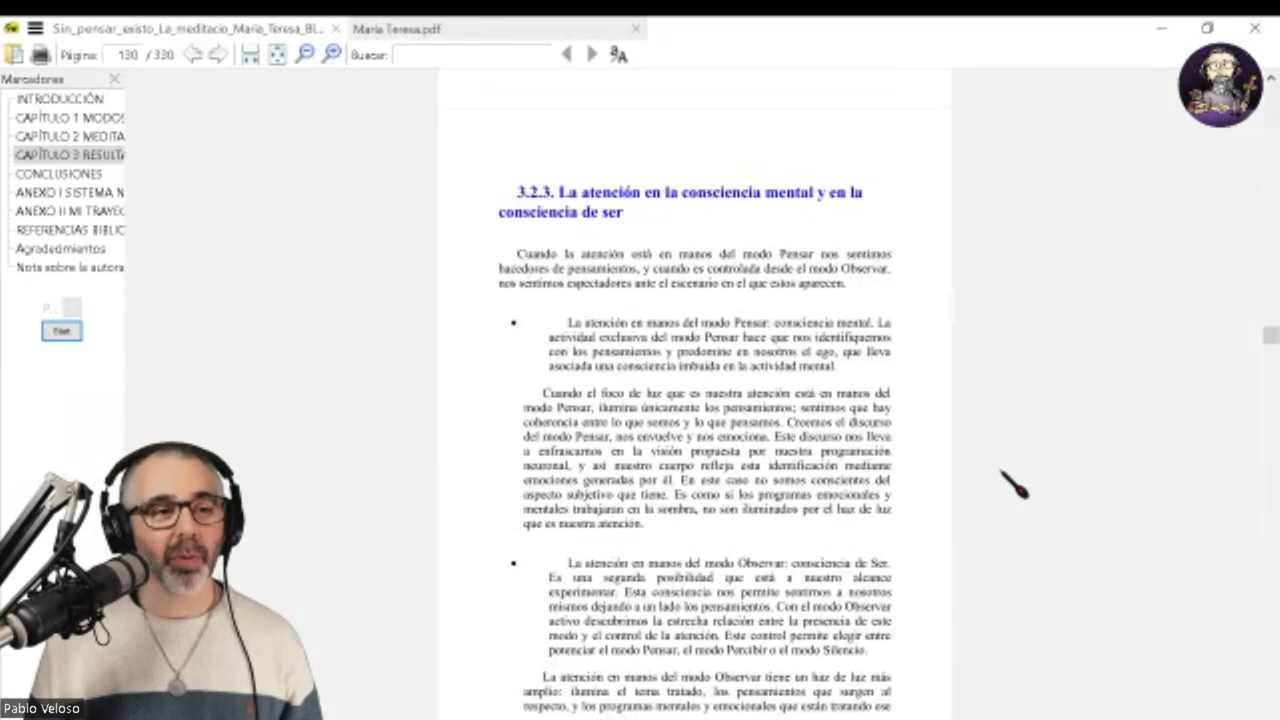 Sin_pensar_existo_La_meditacio_Maria_Teresa_Bl... María Teresa.pdf
Página: 130 / 330 Buscar:
Marcadores
INTRODUCCIÓN
CAPÍTULO 1 MODOS
CAPÍTULO 2 MEDITA
CAPÍTULO 3 RESULTA
CONCLUSIONES
ANEXO I SISTEMA N
ANEXO II MI TRAYEC
REFERENCIAS BIBLIC
Agradecimientos
Nota sobre la autora
P...
Start
3.2.3. La atención en la consciencia mental y en la
consciencia de ser
Cuando la atención está en manos del modo Pensar nos sentimos
hacedores de pensamientos, y cuando es controlada desde el modo Observar,
nos sentimos espectadores ante el escenario en el que estos aparecen.
• La atención en manos del modo Pensar: consciencia mental. La
actividad exclusiva del modo Pensar hace que nos identifiquemos
con los pensamientos y predomine en nosotros el ego, que lleva
asociada una consciencia imbuida en la actividad mental.
Cuando el foco de luz que es nuestra atención está en manos del
modo Pensar, ilumina únicamente los pensamientos; sentimos que hay
coherencia entre lo que somos y lo que pensamos. Creemos el discurso
del modo Pensar, nos envuelve y nos emociona. Este discurso nos lleva
a enfrascarnos en la visión propuesta por nuestra programación
neuronal, y así nuestro cuerpo refleja esta identificación mediante
emociones generadas por él. En este caso no somos conscientes del
aspecto subjetivo que tiene. Es como si los programas emocionales y
mentales trabajaran en la sombra, no son iluminados por el haz de luz
que es nuestra atención.
• La atención en manos del modo Observar: consciencia de Ser.
Es una segunda posibilidad que está a nuestro alcance
experimentar. Esta consciencia nos permite sentirnos a nosotros
mismos dejando a un lado los pensamientos. Con el modo Observar
activo descubrimos la estrecha relación entre la presencia de este
modo y el control de la atención. Este control permite elegir entre
potenciar el modo Pensar, el modo Percibir o el modo Silencio.
La atención en manos del modo Observar tiene un haz de luz más
amplio: ilumina el tema tratado, los pensamientos que surgen al
respecto, y los programas mentales y emocionales que están tratando ese
Pablo Veloso